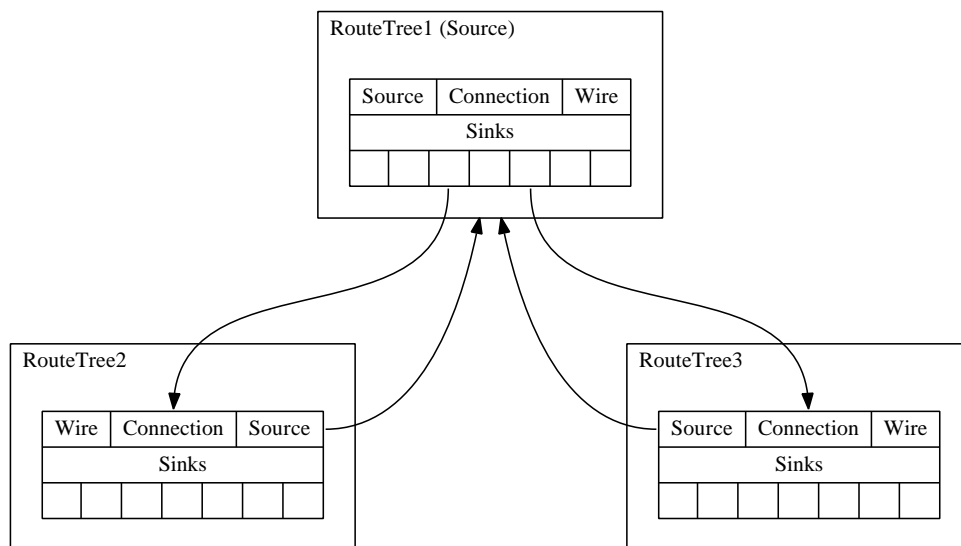 RouteTree1 (Source)
Source Connection Wire
Sinks
RouteTree2
Wire Connection Source
Sinks
RouteTree3
Source Connection Wire
Sinks